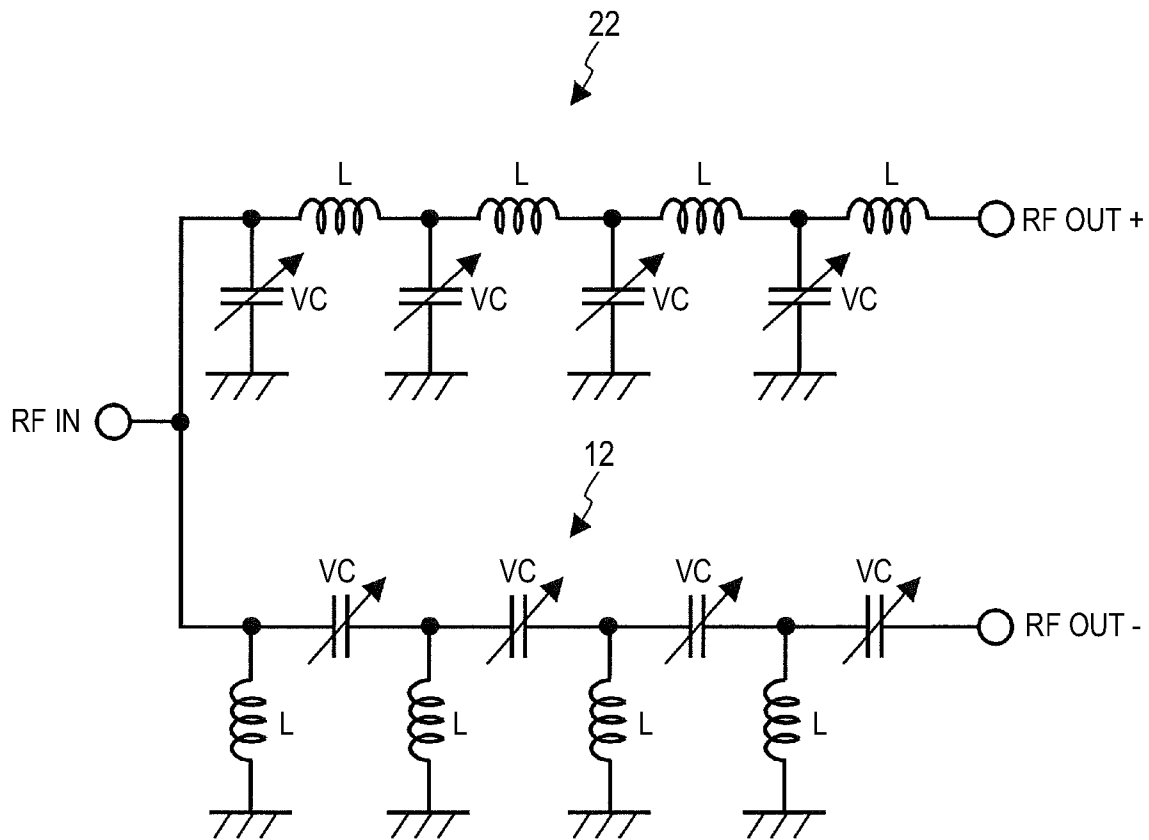 22
L L L L
RF OUT +
VC VC VC VC
RF IN
12
VC VC VC VC
RF OUT -
L L L L